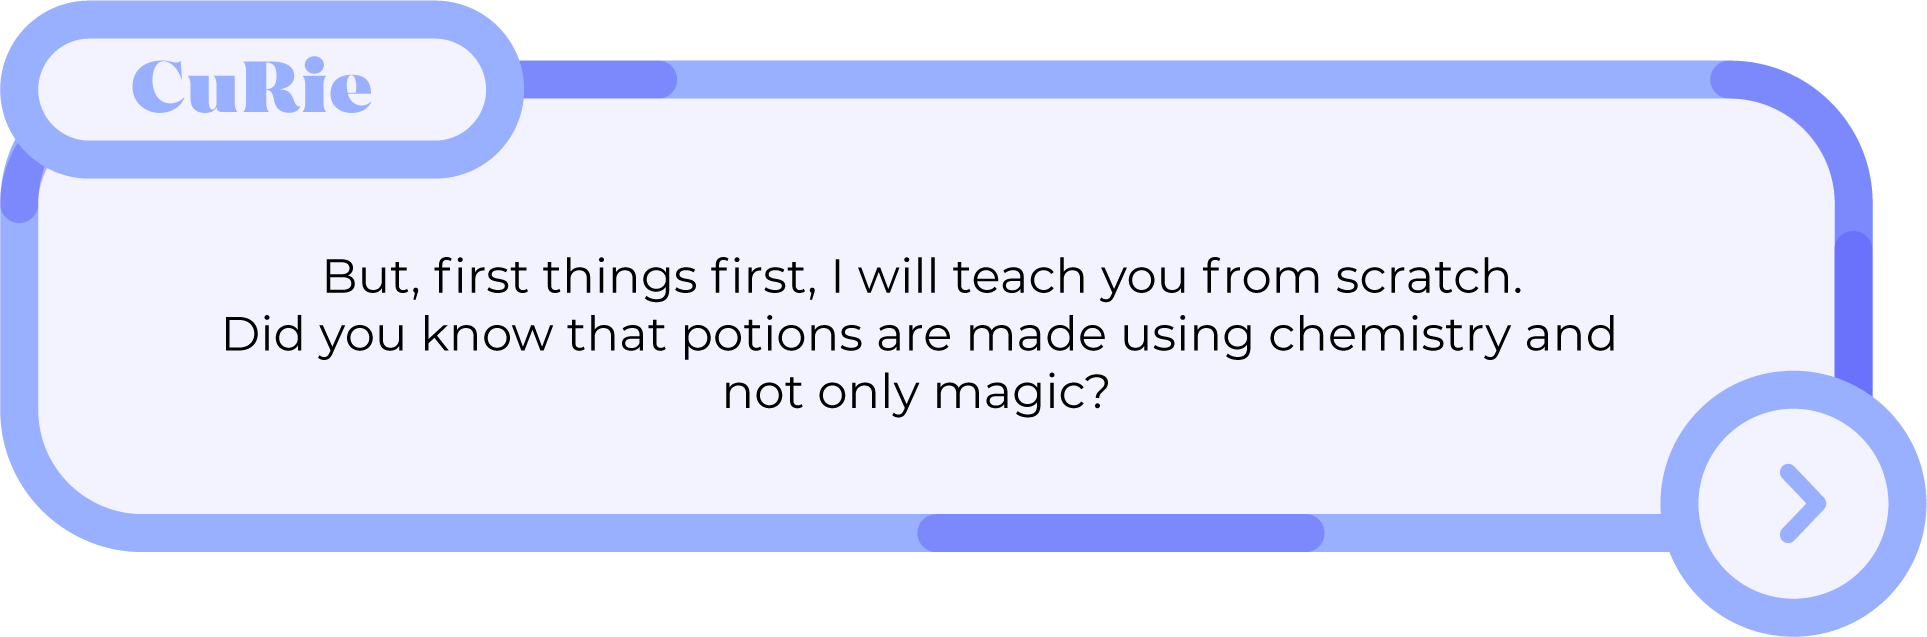 CuRie
But, first things first, I will teach you from scratch.
Did you know that potions are made using chemistry and
not only magic?